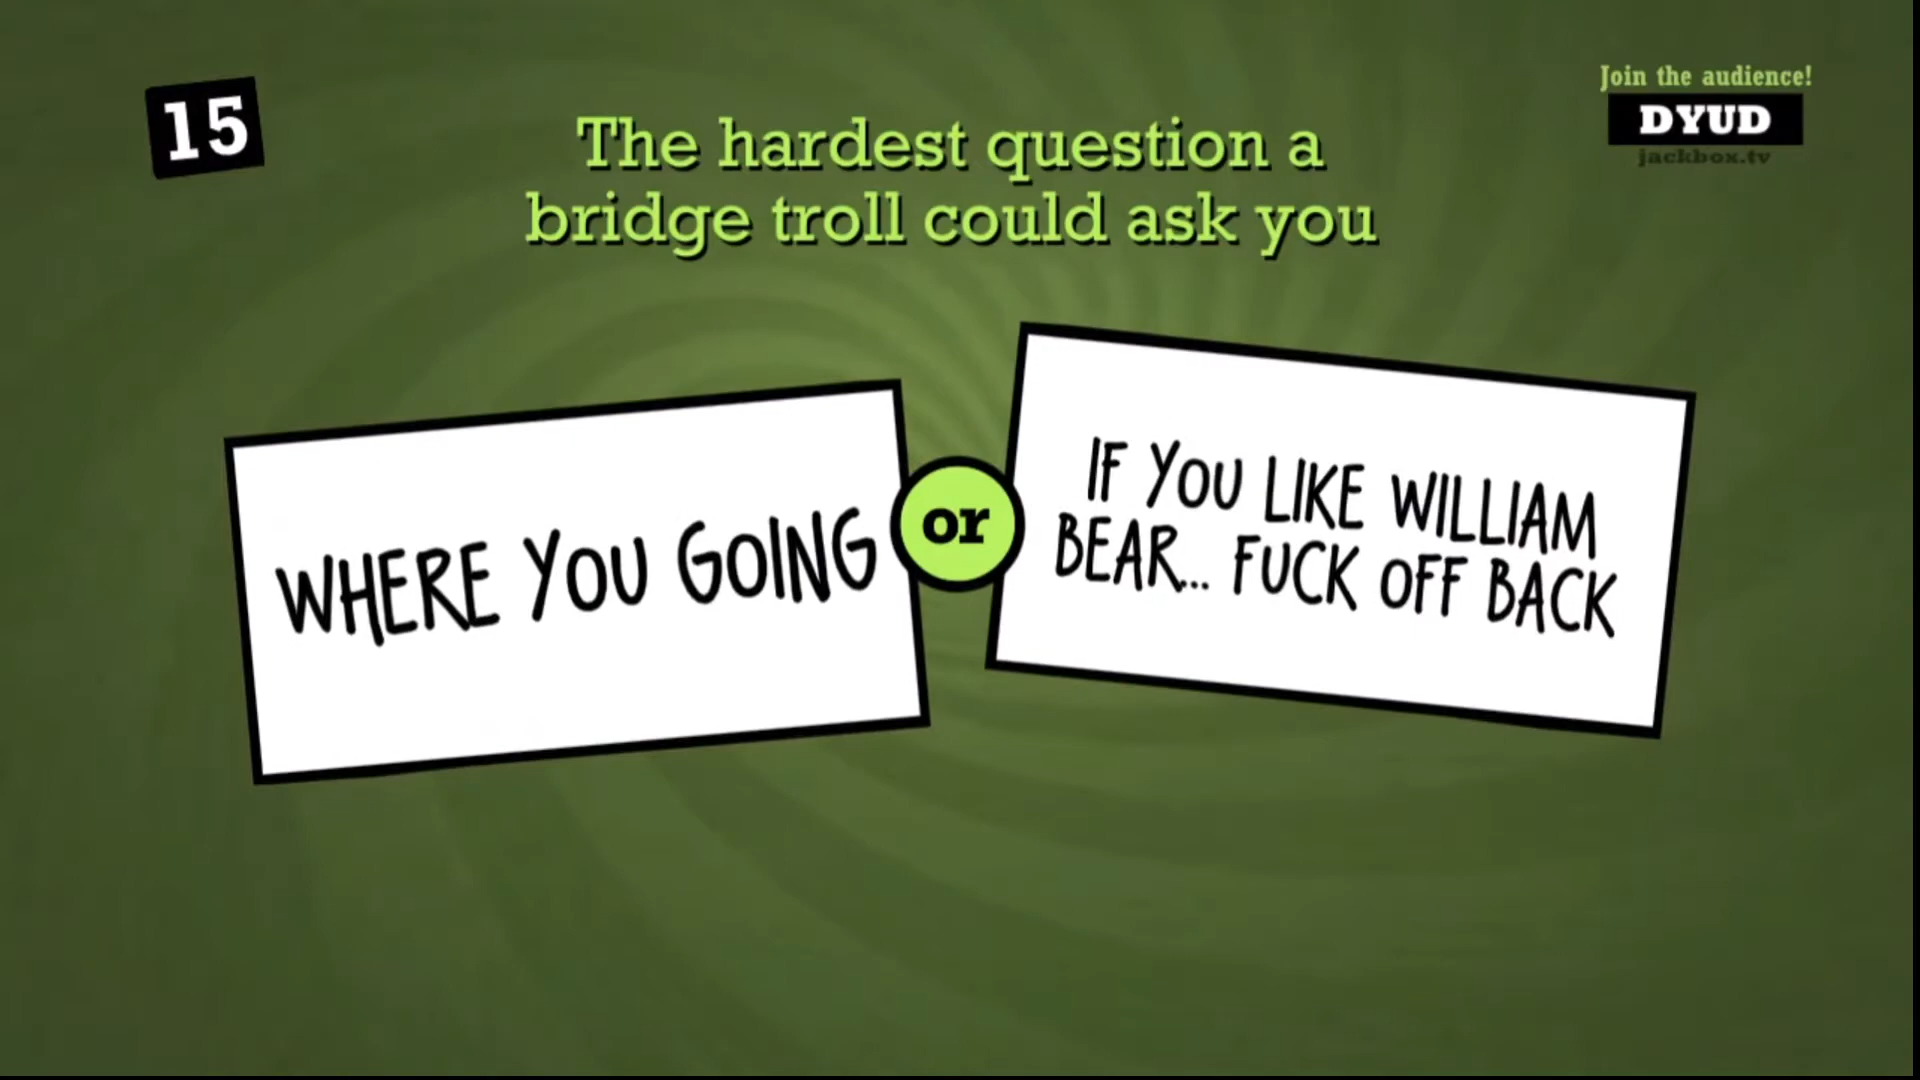 15
Join the audience!
DYUD
jackbox.tv
The hardest question a
bridge troll could ask you
WHERE YOU GOING
or
IF YOU LIKE WILLIAM
BEAR... FUCK OFF BACK